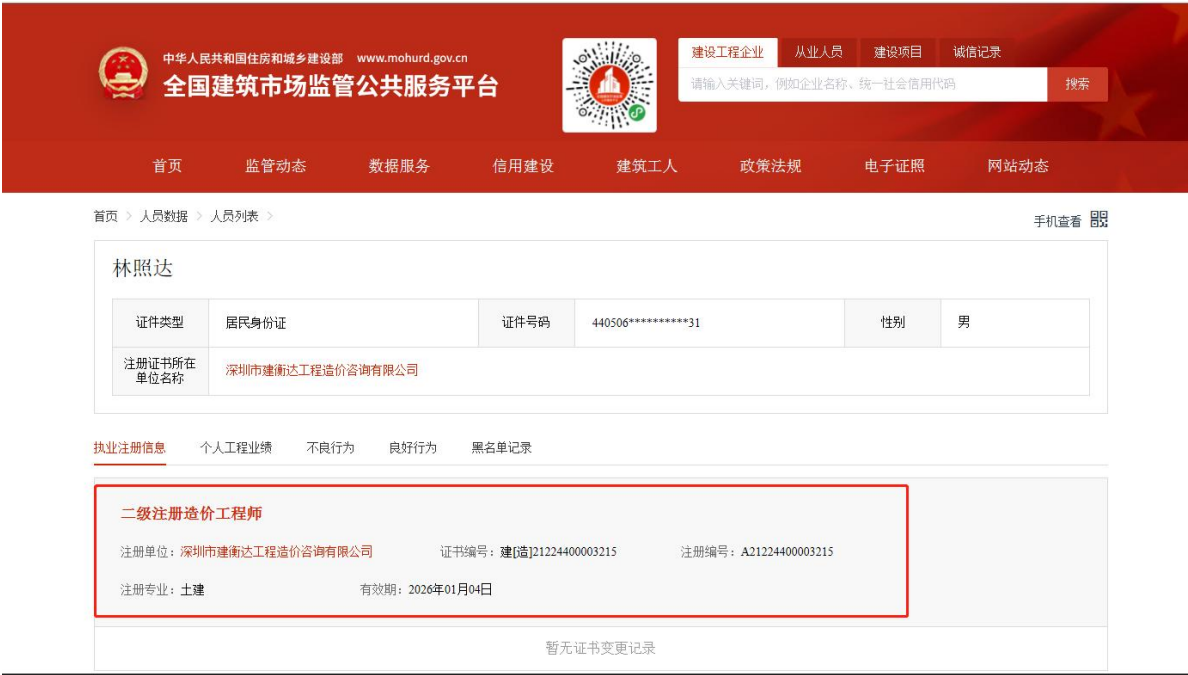 中华人民共和国住房和城乡建设部 www.mohurd.gov.cn
全国建筑市场监管公共服务平台
建设工程企业 从业人员 建设项目 诚信记录
请输入关键词，例如企业名称、统一社会信用代码 搜索
首页 监管动态 数据服务 信用建设 建筑工人 政策法规 电子证照 网站动态
首页 > 人员数据 > 人员列表 >
手机查看
林照达
证件类型 居民身份证 证件号码 440506**********31 性别 男
注册证书所在
单位名称
深圳市建衡达工程造价咨询有限公司
执业注册信息 个人工程业绩 不良行为 良好行为 黑名单记录
二级注册造价工程师
注册单位：深圳市建衡达工程造价咨询有限公司 证书编号：建[造]21224400003215 注册编号：A21224400003215
注册专业：土建 有效期：2026年01月04日
暂无证书变更记录